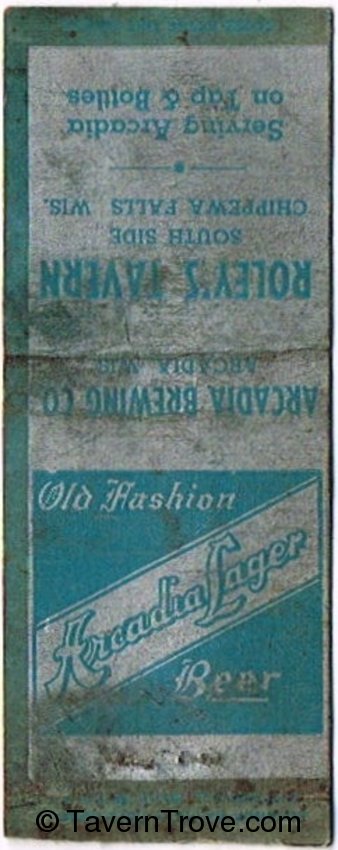 Serving Arcadia
on Tap & Bottles
CHIPPEWA FALLS, WIS.
SOUTH SIDE
ROLEY'S TAVERN
ARCADIA, WIS.
ARCADIA BREWING CO
Old Fashion
Arcadia Lager
Beer
© TavernTrove.com